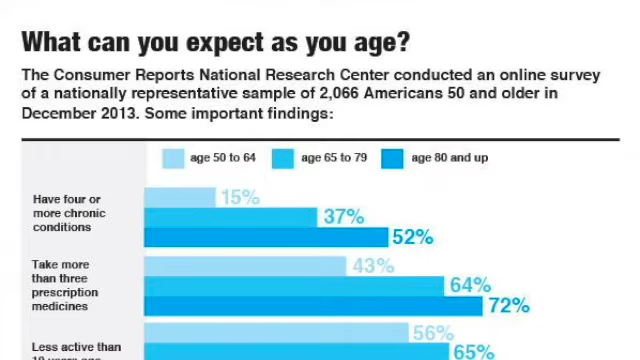 What can you expect as you age?
The Consumer Reports National Research Center conducted an online survey
of a nationally representative sample of 2,066 Americans 50 and older in
December 2013. Some important findings:
age 50 to 64 age 65 to 79 age 80 and up
Have four or
more chronic
conditions
15%
37%
52%
Take more
than three
prescription
medicines
43%
64%
72%
Less active than
10 years ago
56%
65%